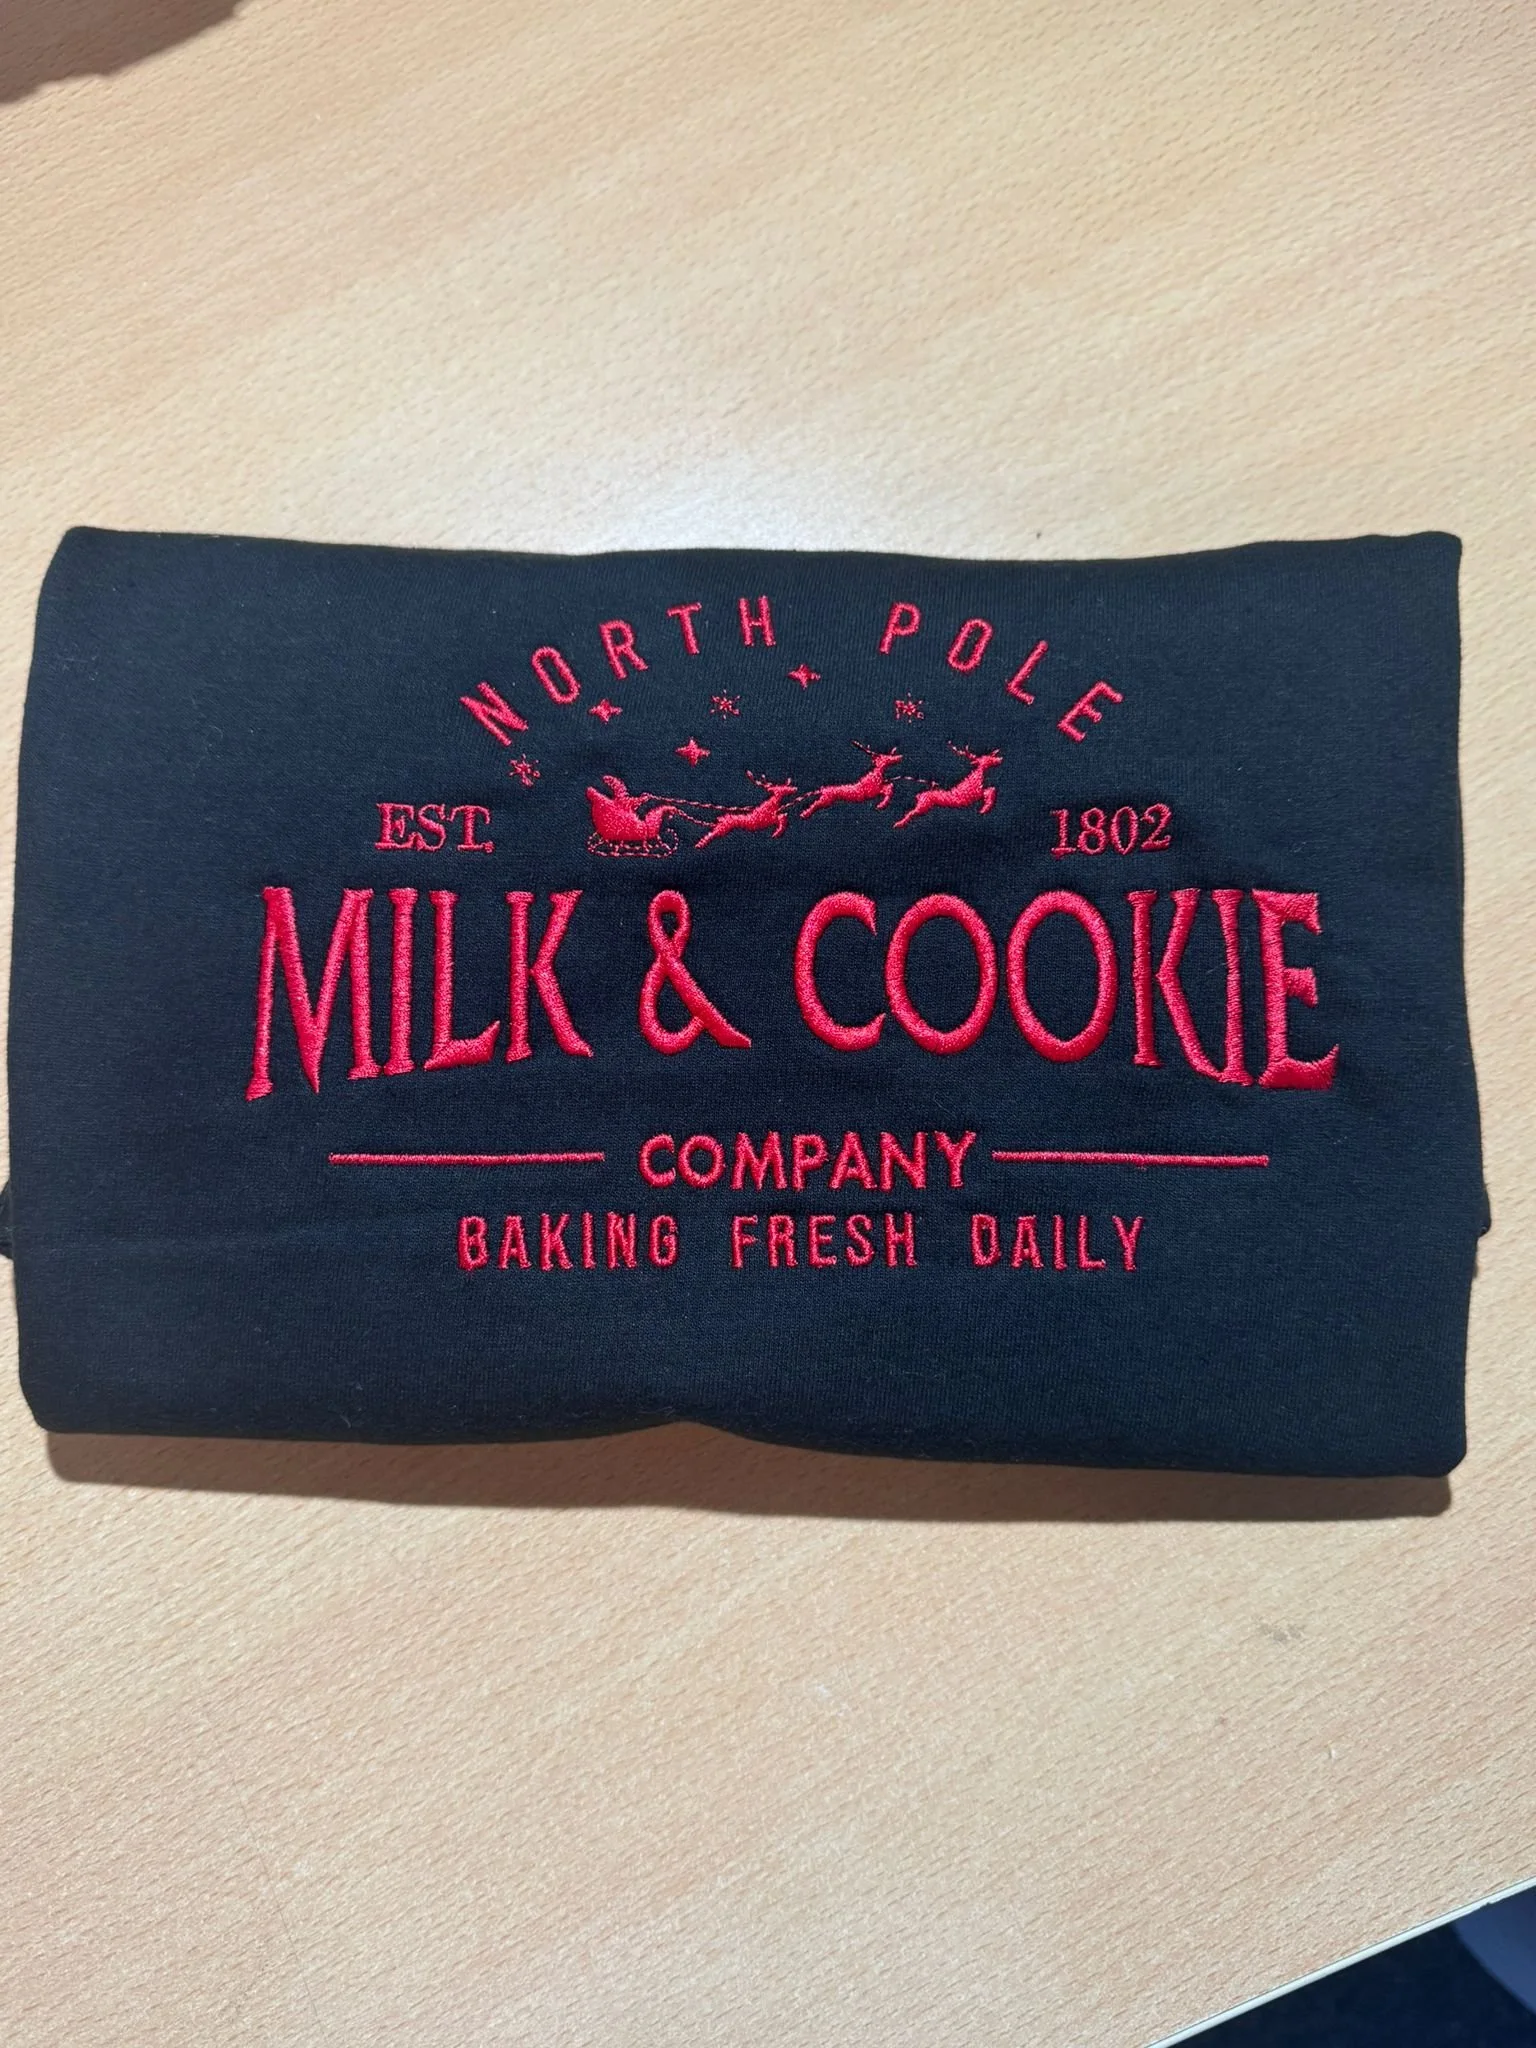 NORTH POLE
EST. 1802
MILK & COOKIE
COMPANY
BAKING FRESH DAILY